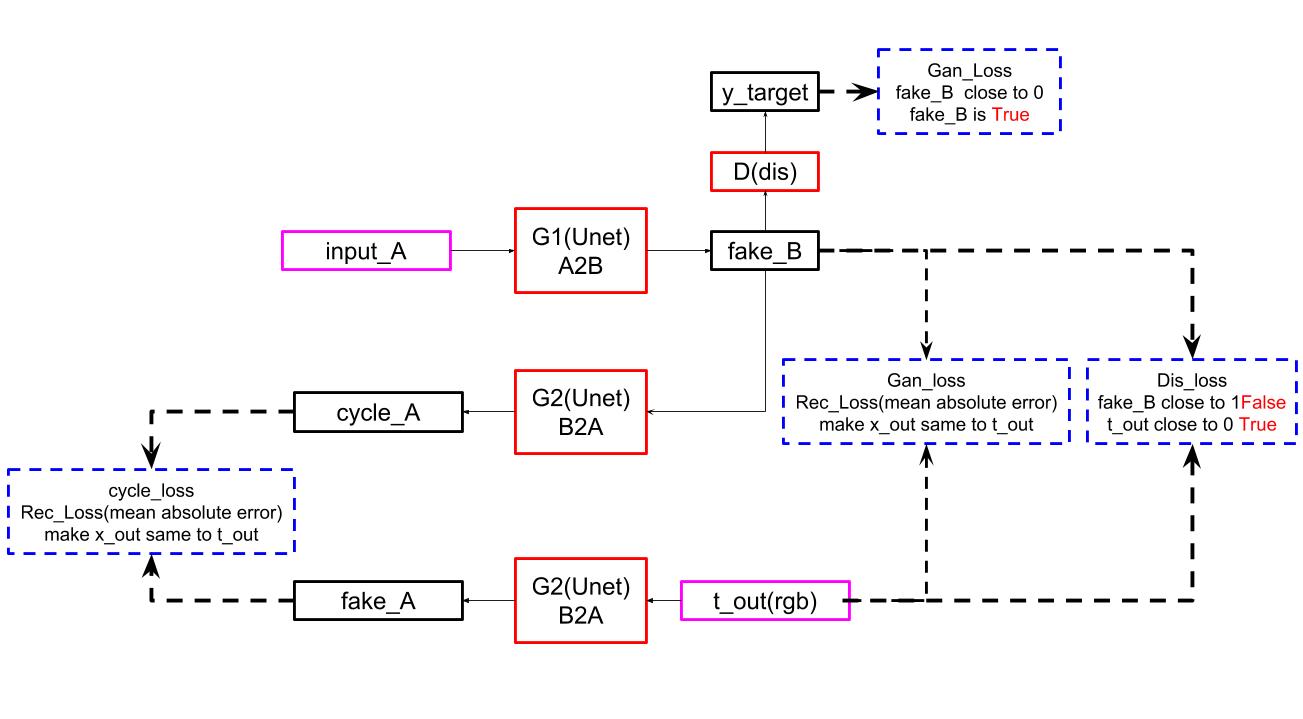 Gan_Loss
fake_B close to 0
fake_B is True
y_target
D(dis)
input_A
G1(Unet)
A2B
fake_B
cycle_A
G2(Unet)
B2A
Gan_loss
Rec_Loss(mean absolute error)
make x_out same to t_out
Dis_loss
fake_B close to 1False
t_out close to 0 True
cycle_loss
Rec_Loss(mean absolute error)
make x_out same to t_out
fake_A
G2(Unet)
B2A
t_out(rgb)